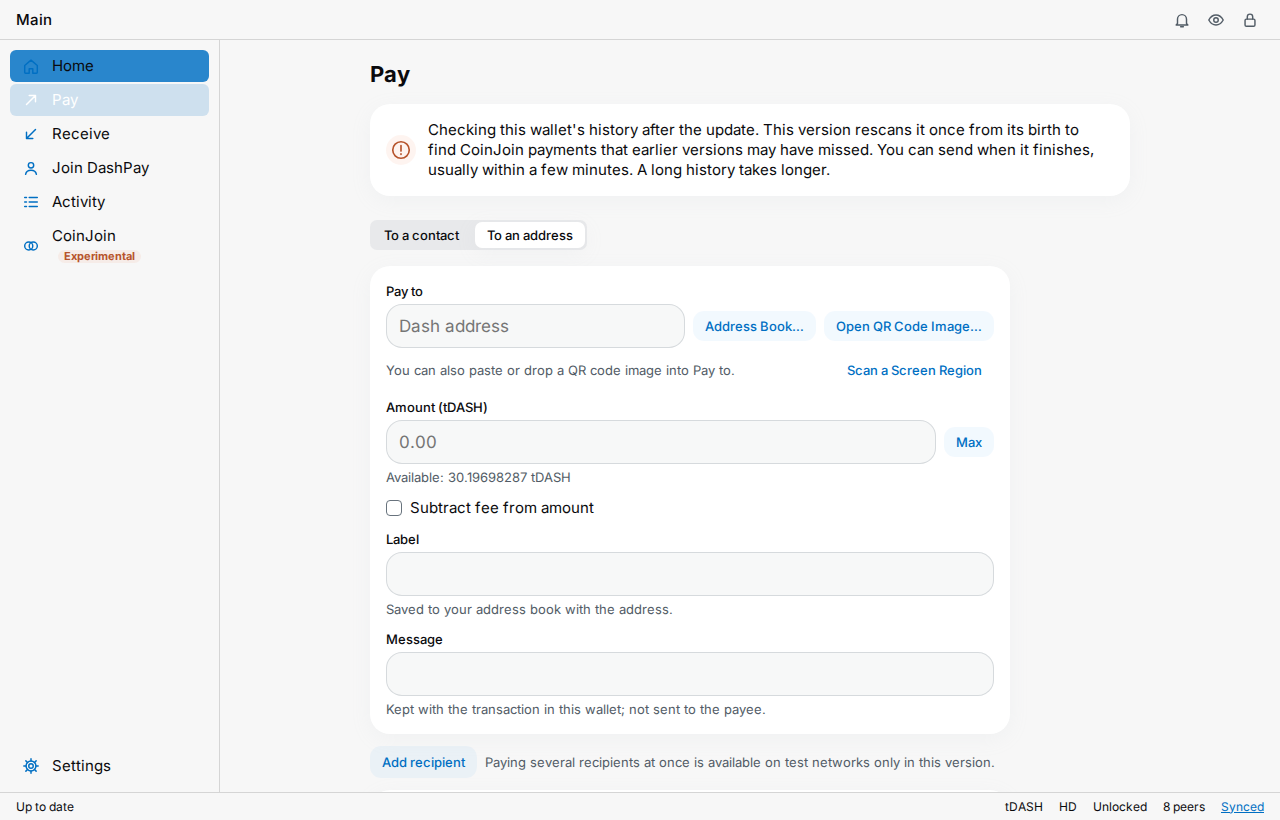 Main
Home
Pay
Receive
Join DashPay
Activity
CoinJoin
Experimental
Settings
Pay
Checking this wallet's history after the update. This version rescans it once from its birth to
find CoinJoin payments that earlier versions may have missed. You can send when it finishes,
usually within a few minutes. A long history takes longer.
To a contact
To an address
Pay to
Dash address
Address Book...
Open QR Code Image...
You can also paste or drop a QR code image into Pay to.
Scan a Screen Region
Amount (tDASH)
0.00
Max
Available: 30.19698287 tDASH
Subtract fee from amount
Label
Saved to your address book with the address.
Message
Kept with the transaction in this wallet; not sent to the payee.
Add recipient
Paying several recipients at once is available on test networks only in this version.
Up to date
tDASH
HD
Unlocked
8 peers
Synced